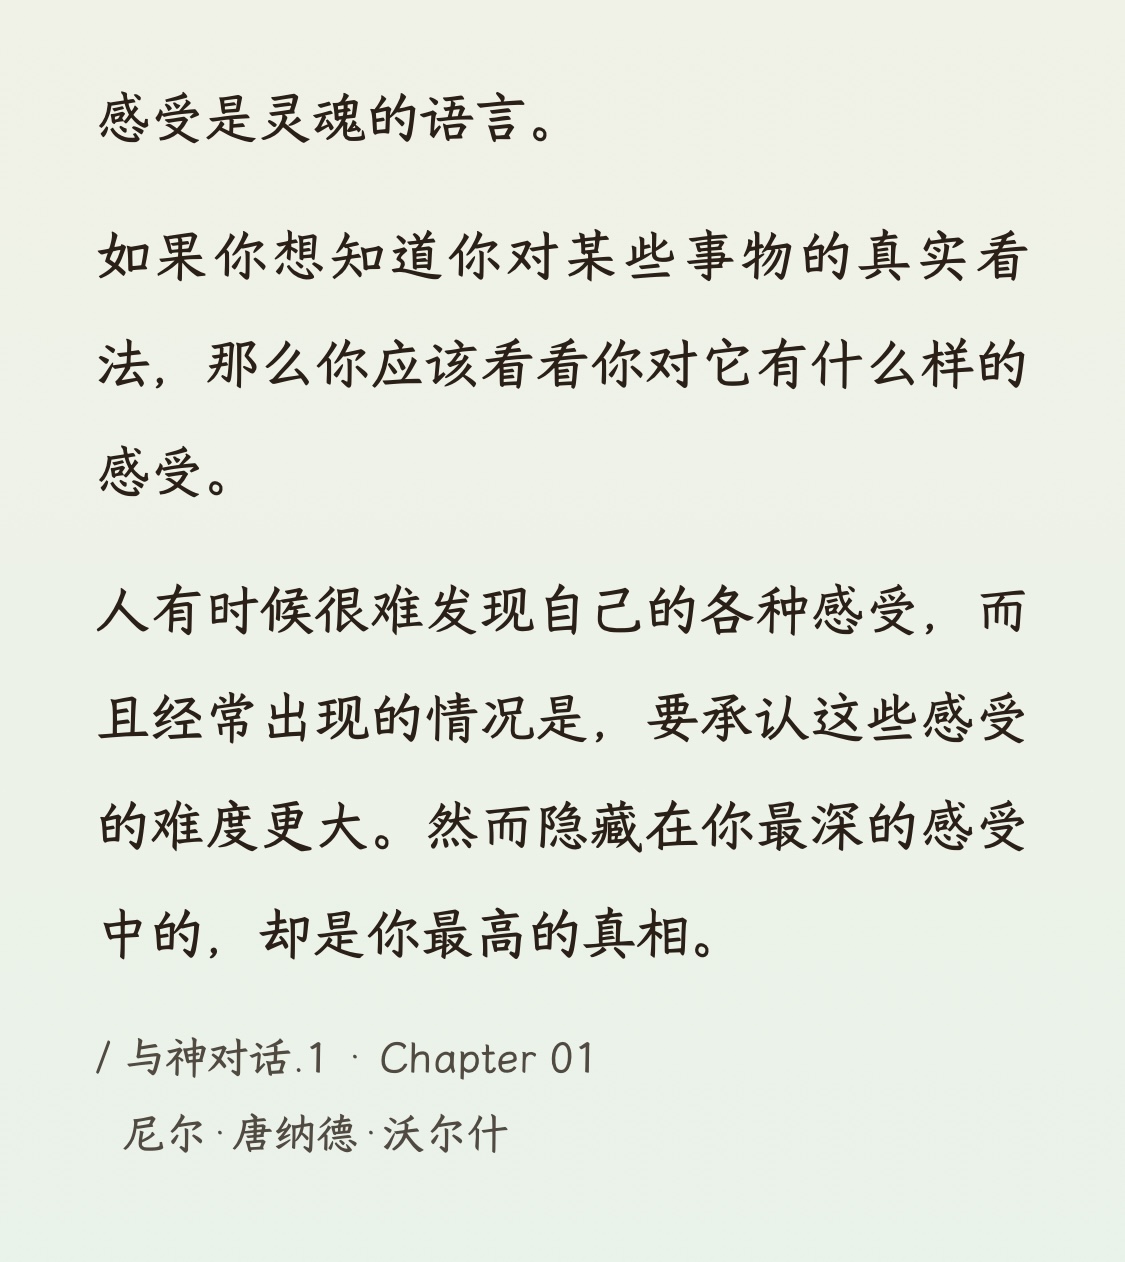 感受是灵魂的语言。
如果你想知道你对某些事物的真实看
法，那么你应该看看你对它有什么样的
感受。
人有时候很难发现自己的各种感受，而
且经常出现的情况是，要承认这些感受
的难度更大。然而隐藏在你最深的感受
中的，却是你最高的真相。
/ 与神对话.1 · Chapter 01
尼尔·唐纳德·沃尔什